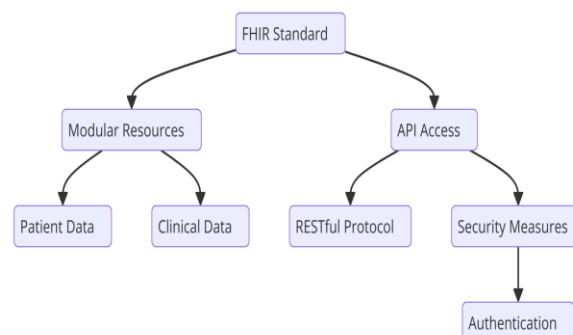 FHIR Standard
Modular Resources
API Access
Patient Data
Clinical Data
RESTful Protocol
Security Measures
Authentication